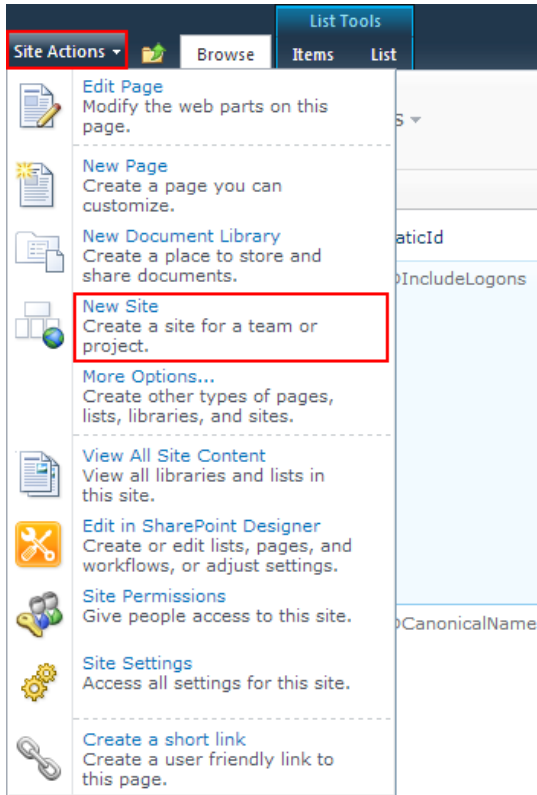 List Tools
Site Actions Browse Items List
Edit Page
Modify the web parts on this
page.
S
New Page
Create a page you can
customize.
New Document Library
Create a place to store and
share documents.
aticId
IncludeLogons
New Site
Create a site for a team or
project.
More Options...
Create other types of pages,
lists, libraries, and sites.
View All Site Content
View all libraries and lists in
this site.
Edit in SharePoint Designer
Create or edit lists, pages, and
workflows, or adjust settings.
Site Permissions
Give people access to this site.
CanonicalName
Site Settings
Access all settings for this site.
Create a short link
Create a user friendly link to
this page.